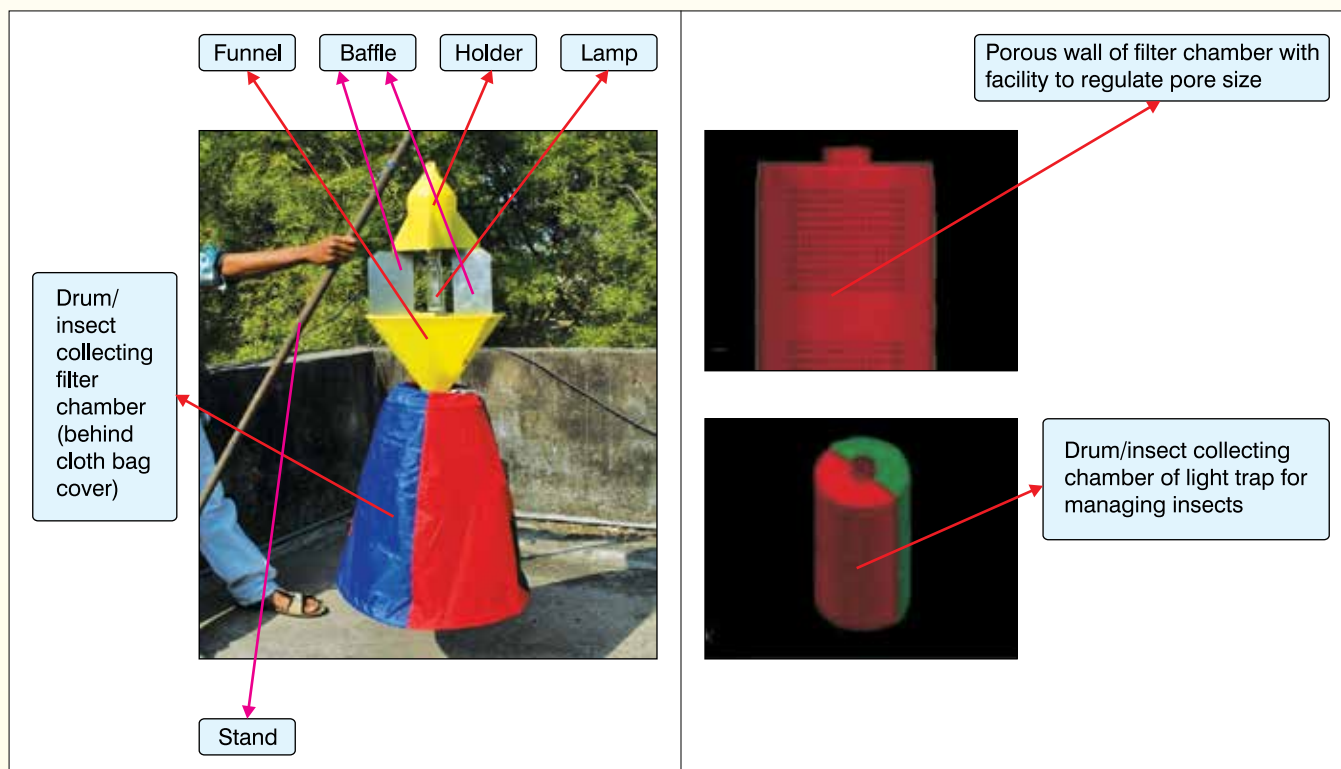 Funnel
Baffle
Holder
Lamp
Porous wall of filter chamber with
facility to regulate pore size
Drum/
insect
collecting
filter
chamber
(behind
cloth bag
cover)
Drum/insect collecting
chamber of light trap for
managing insects
Stand